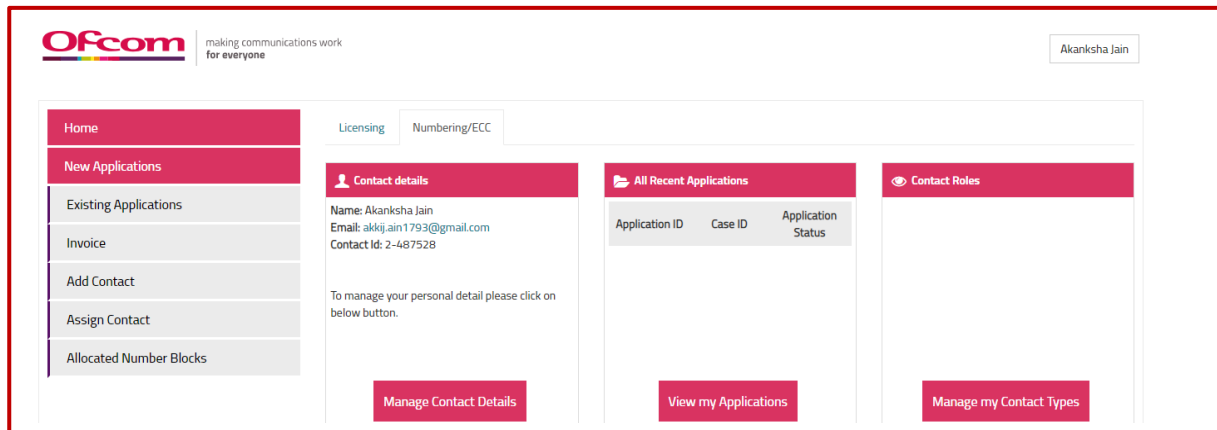 Ofcom
making communications work
for everyone
Akanksha Jain
Home
New Applications
Existing Applications
Invoice
Add Contact
Assign Contact
Allocated Number Blocks
Licensing
Numbering/ECC
Contact details
Name: Akanksha Jain
Email: akkij.ain1793@gmail.com
Contact Id: 2-487528
To manage your personal detail please click on
below button.
Manage Contact Details
All Recent Applications
Application ID
Case ID
Application
Status
View my Applications
Contact Roles
Manage my Contact Types